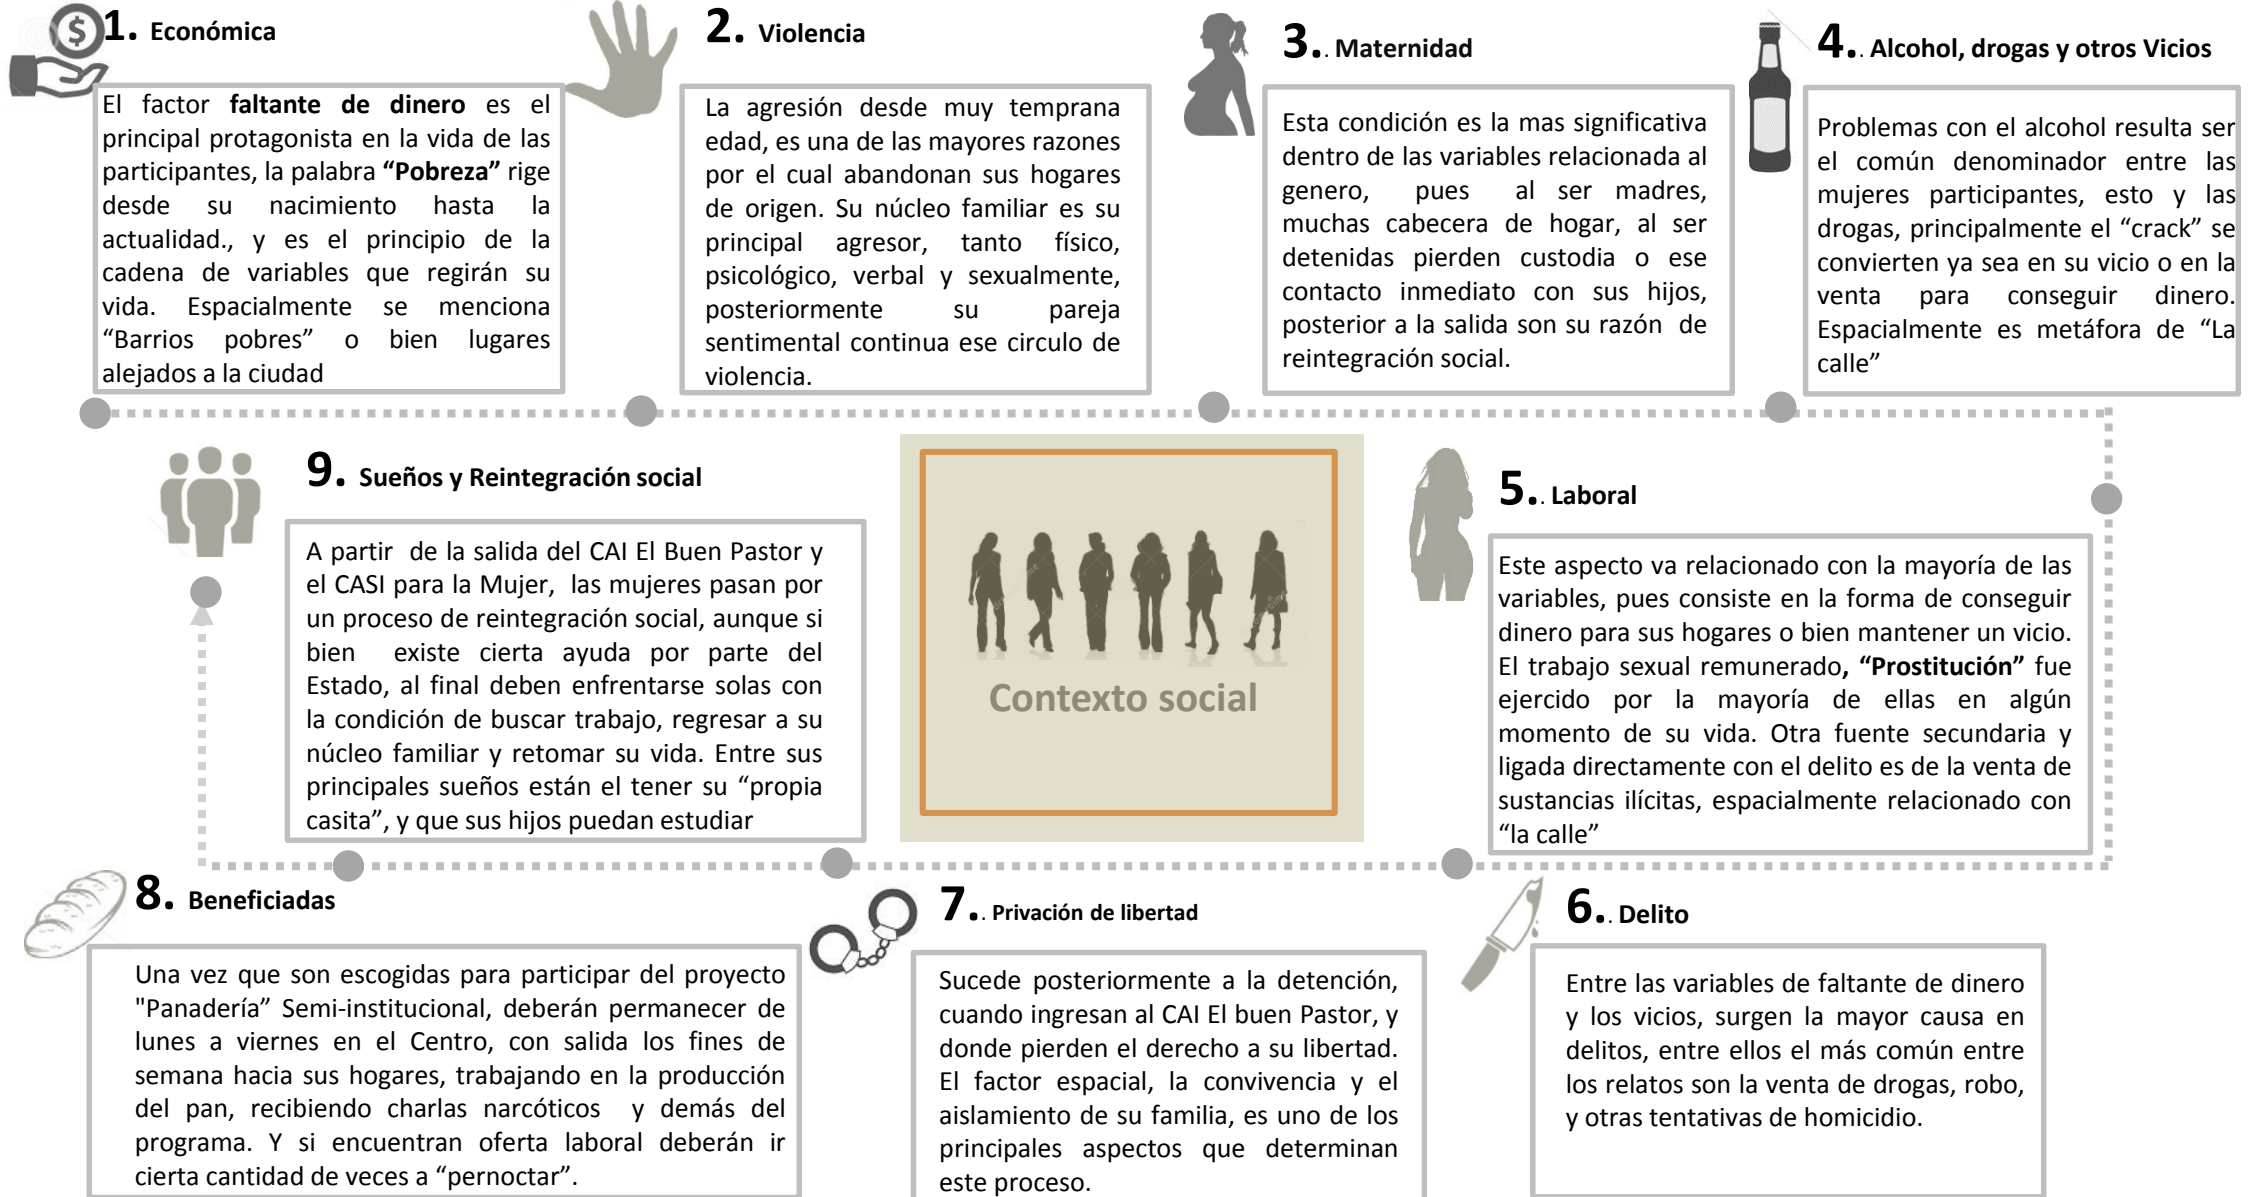 1. Económica
El factor faltante de dinero es el
principal protagonista en la vida de las
participantes, la palabra “Pobreza” rige
desde su nacimiento hasta la
actualidad., y es el principio de la
cadena de variables que regirán su
vida. Espacialmente se menciona
“Barrios pobres” o bien lugares
alejados a la ciudad
2. Violencia
La agresión desde muy temprana
edad, es una de las mayores razones
por el cual abandonan sus hogares
de origen. Su núcleo familiar es su
principal agresor, tanto físico,
psicológico, verbal y sexualmente,
posteriormente su pareja
sentimental continua ese circulo de
violencia.
3.. Maternidad
Esta condición es la mas significativa
dentro de las variables relacionada al
genero, pues al ser madres,
muchas cabecera de hogar, al ser
detenidas pierden custodia o ese
contacto inmediato con sus hijos,
posterior a la salida son su razón de
reintegración social.
4.. Alcohol, drogas y otros Vicios
Problemas con el alcohol resulta ser
el común denominador entre las
mujeres participantes, esto y las
drogas, principalmente el “crack” se
convierten ya sea en su vicio o en la
venta para conseguir dinero.
Espacialmente es metáfora de “La
calle”
5.. Laboral
Este aspecto va relacionado con la mayoría de las
variables, pues consiste en la forma de conseguir
dinero para sus hogares o bien mantener un vicio.
El trabajo sexual remunerado, “Prostitución” fue
ejercido por la mayoría de ellas en algún
momento de su vida. Otra fuente secundaria y
ligada directamente con el delito es de la venta de
sustancias ilícitas, espacialmente relacionado con
“la calle”
6.. Delito
Entre las variables de faltante de dinero
y los vicios, surgen la mayor causa en
delitos, entre ellos el más común entre
los relatos son la venta de drogas, robo,
y otras tentativas de homicidio.
7.. Privación de libertad
Sucede posteriormente a la detención,
cuando ingresan al CAI El buen Pastor, y
donde pierden el derecho a su libertad.
El factor espacial, la convivencia y el
aislamiento de su familia, es uno de los
principales aspectos que determinan
este proceso.
8. Beneficiadas
Una vez que son escogidas para participar del proyecto
"Panadería” Semi-institucional, deberán permanecer de
lunes a viernes en el Centro, con salida los fines de
semana hacia sus hogares, trabajando en la producción
del pan, recibiendo charlas narcóticos y demás del
programa. Y si encuentran oferta laboral deberán ir
cierta cantidad de veces a “pernoctar”.
9. Sueños y Reintegración social
A partir de la salida del CAI El Buen Pastor y
el CASI para la Mujer, las mujeres pasan por
un proceso de reintegración social, aunque si
bien existe cierta ayuda por parte del
Estado, al final deben enfrentarse solas con
la condición de buscar trabajo, regresar a su
núcleo familiar y retomar su vida. Entre sus
principales sueños están el tener su “propia
casita”, y que sus hijos puedan estudiar
Contexto social